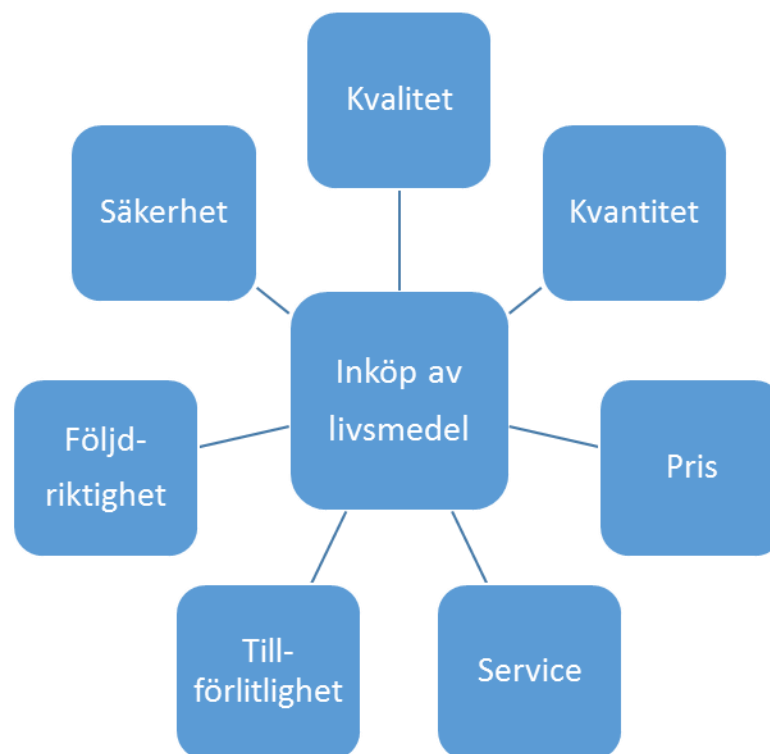 Kvalitet
Säkerhet
Kvantitet
Inköp av
livsmedel
Följd-
riktighet
Pris
Till-
förlitlighet
Service